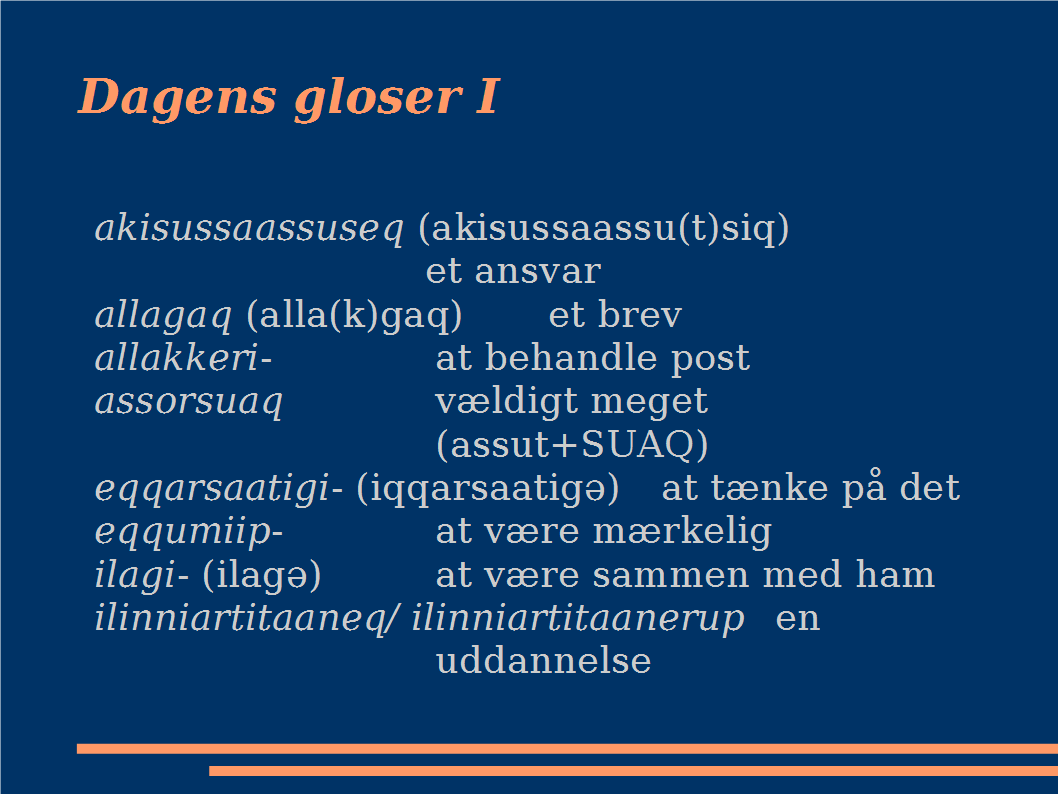 Dagens gloser I
akisussaassuseq (akisussaassu(t)siq)
et ansvar
allagaq (alla(k)gaq) et brev
allakkeri- at behandle post
assorsuaq vældigt meget
(assut+SUAQ)
eqqarsaatigi- (iqqarsaatigə) at tænke på det
eqqumiip- at være mærkelig
ilagi- (ilagə) at være sammen med ham
ilinniartitaaneq/ ilinniartitaanerup en
uddannelse